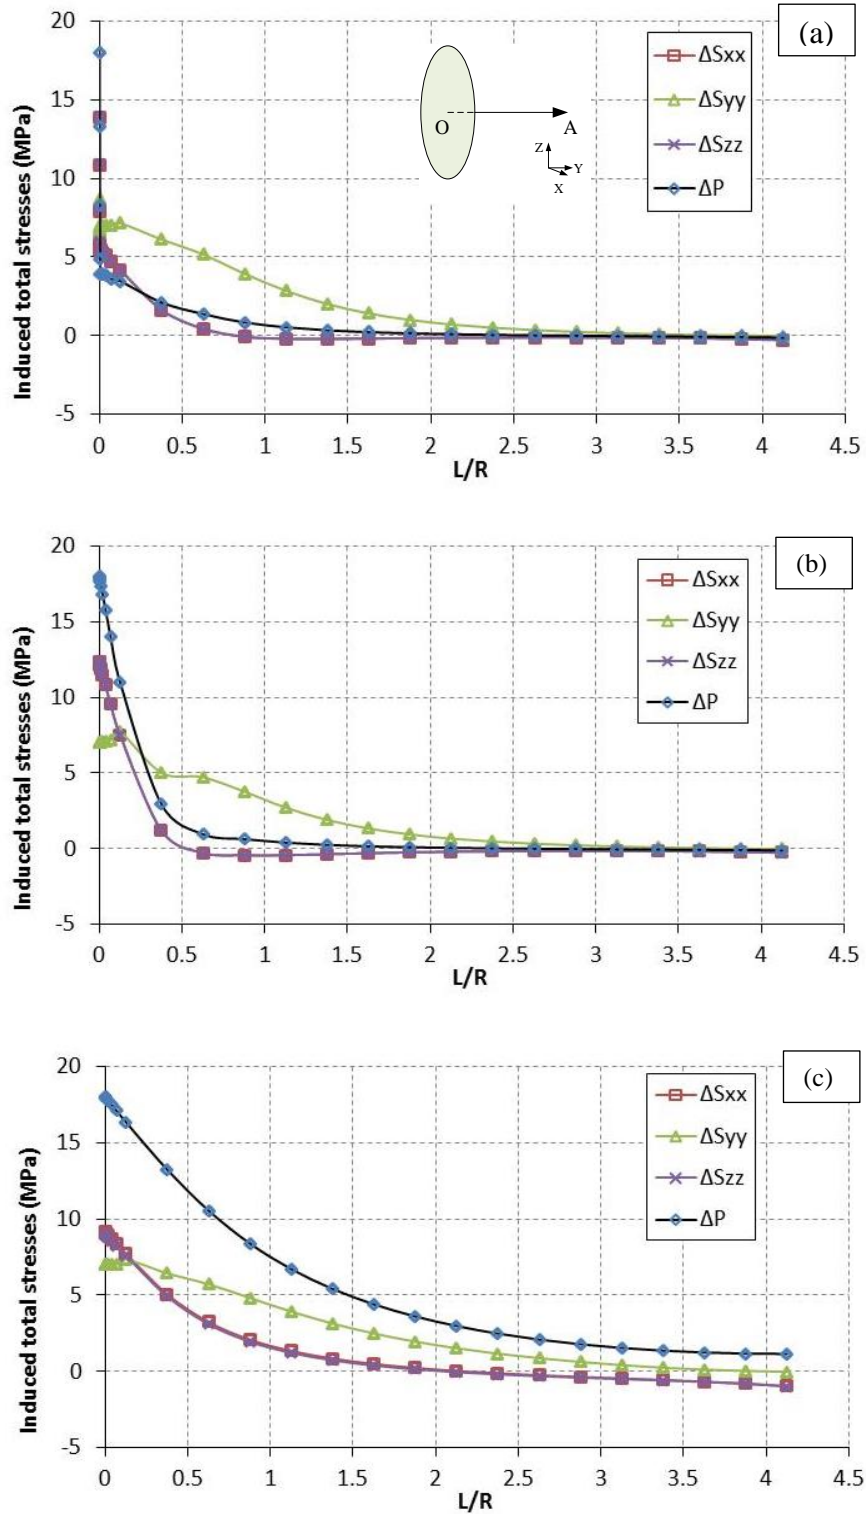 (a)
20
15
10
5
0
-5
Induced total stresses (MPa)
ΔSxx
ΔSyy
ΔSzz
ΔP
O
A
Z
Y
X
0 0.5 1 1.5 2 2.5 3 3.5 4 4.5
L/R
(b)
20
15
10
5
0
-5
Induced total stresses (MPa)
ΔSxx
ΔSyy
ΔSzz
ΔP
0 0.5 1 1.5 2 2.5 3 3.5 4 4.5
L/R
(c)
20
15
10
5
0
-5
Induced total stresses (MPa)
ΔSxx
ΔSyy
ΔSzz
ΔP
0 0.5 1 1.5 2 2.5 3 3.5 4 4.5
L/R